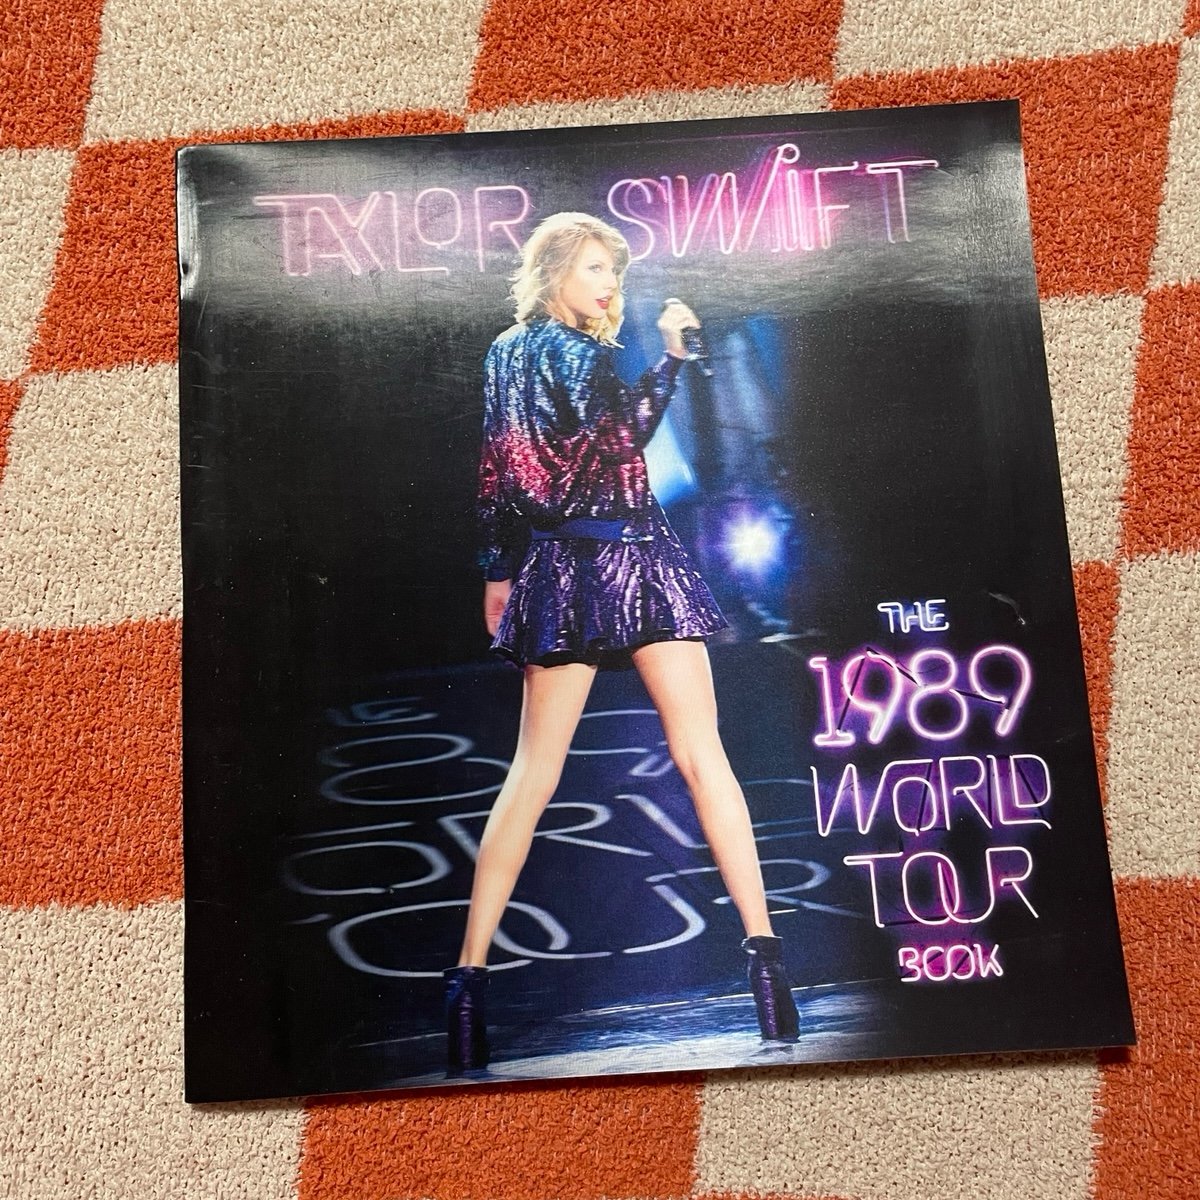 TAYLOR SWIFT
THE
1989
WORLD
TOUR
BOOK